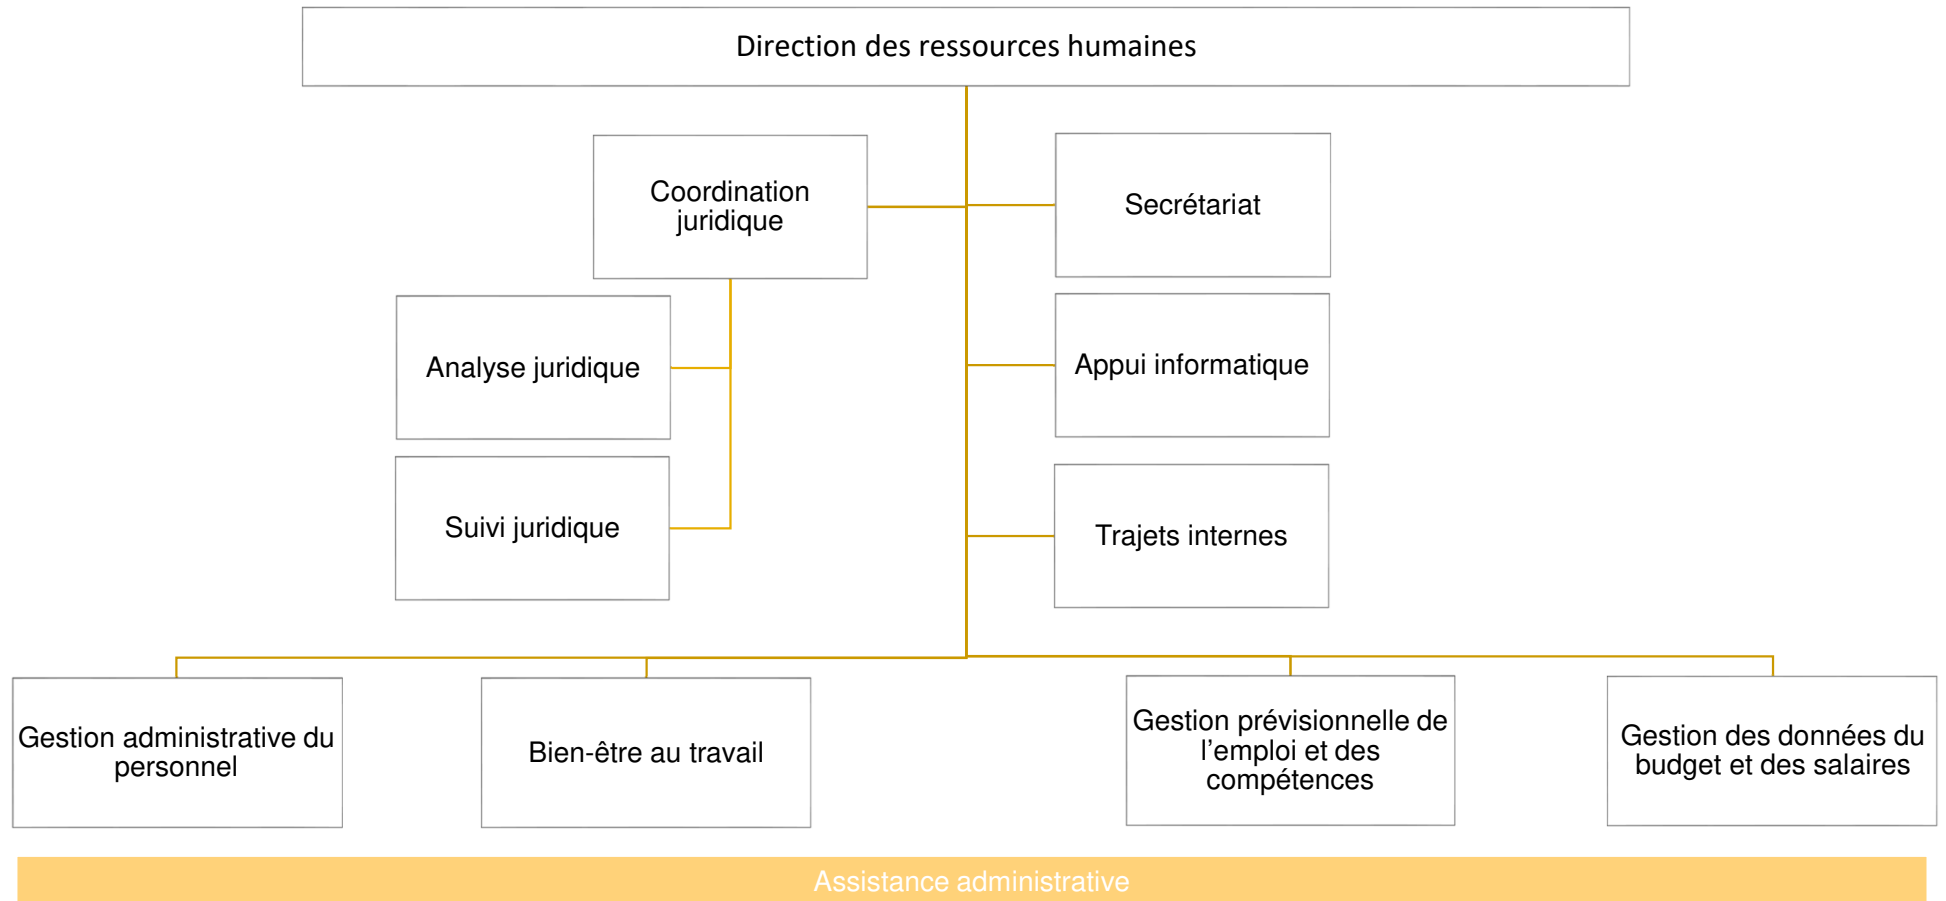 Direction des ressources humaines
Coordination
juridique
Secrétariat
Analyse juridique
Appui informatique
Suivi juridique
Trajets internes
Gestion administrative du
personnel
Bien-être au travail
Gestion prévisionnelle de
l’emploi et des
compétences
Gestion des données du
budget et des salaires
Assistance administrative